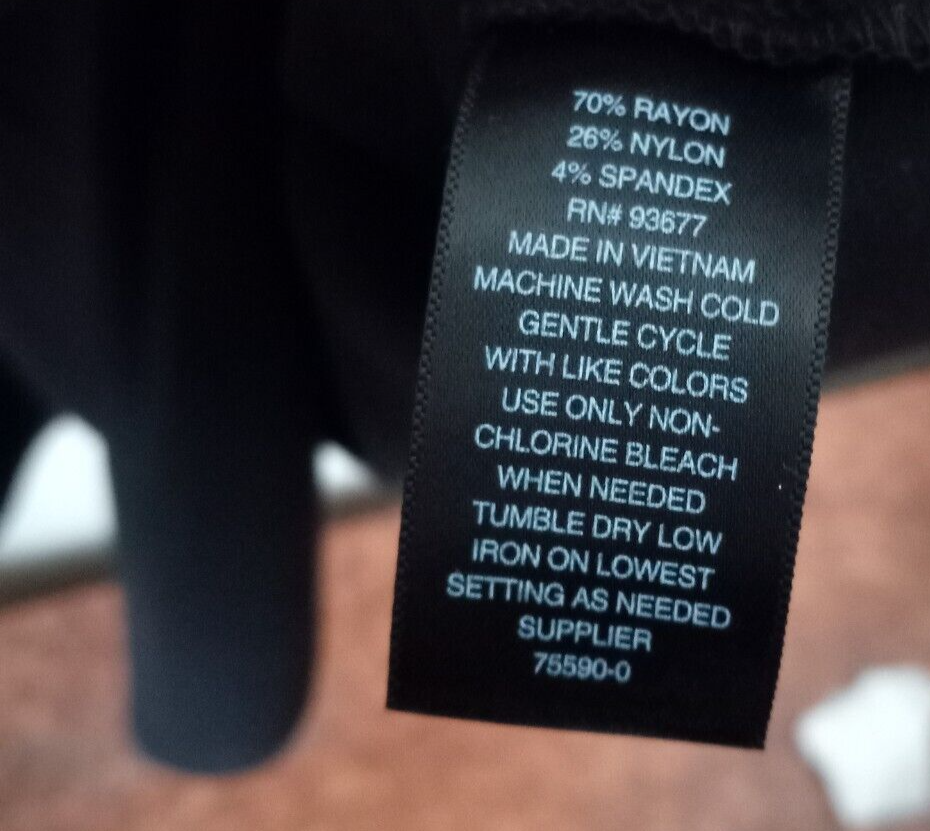 70% RAYON
26% NYLON
4% SPANDEX
RN# 93677
MADE IN VIETNAM
MACHINE WASH COLD
GENTLE CYCLE
WITH LIKE COLORS
USE ONLY NON-
CHLORINE BLEACH
WHEN NEEDED
TUMBLE DRY LOW
IRON ON LOWEST
SETTING AS NEEDED
SUPPLIER
75590-0